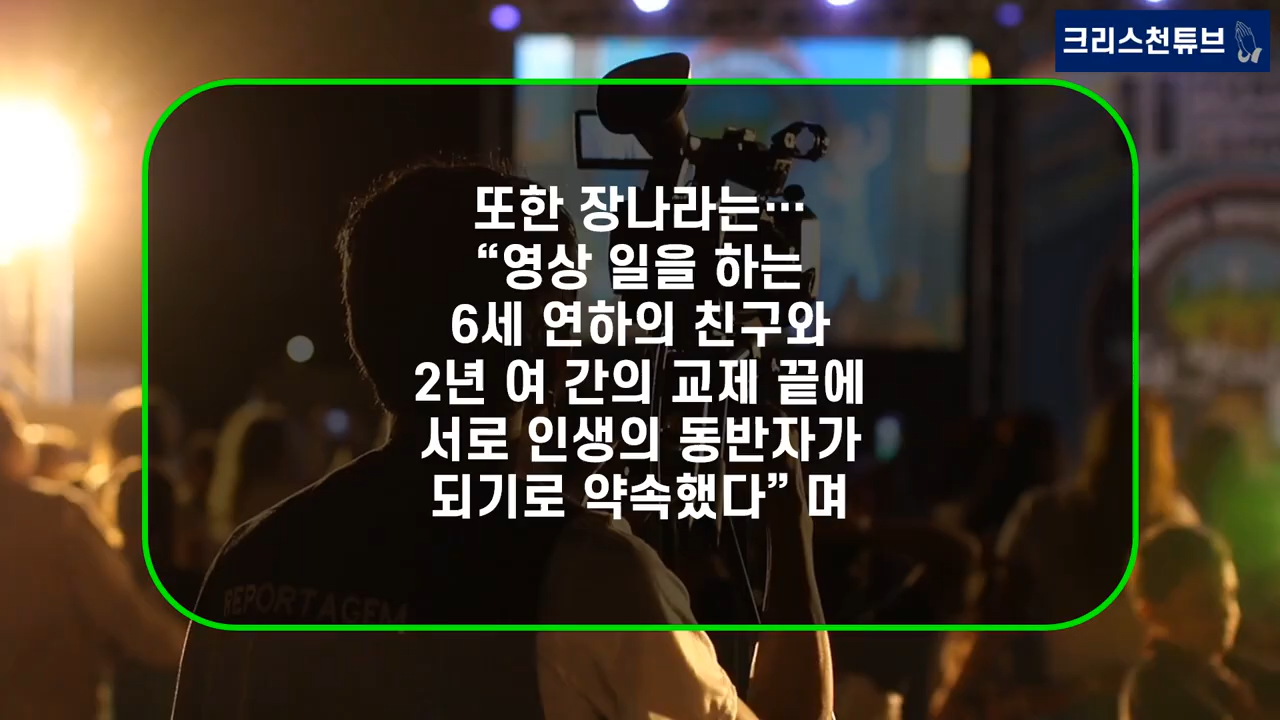 크리스천튜브
또한 장나라는…
“영상 일을 하는
6세 연하의 친구와
2년 여 간의 교제 끝에
서로 인생의 동반자가
되기로 약속했다” 며
REPORTAGEM